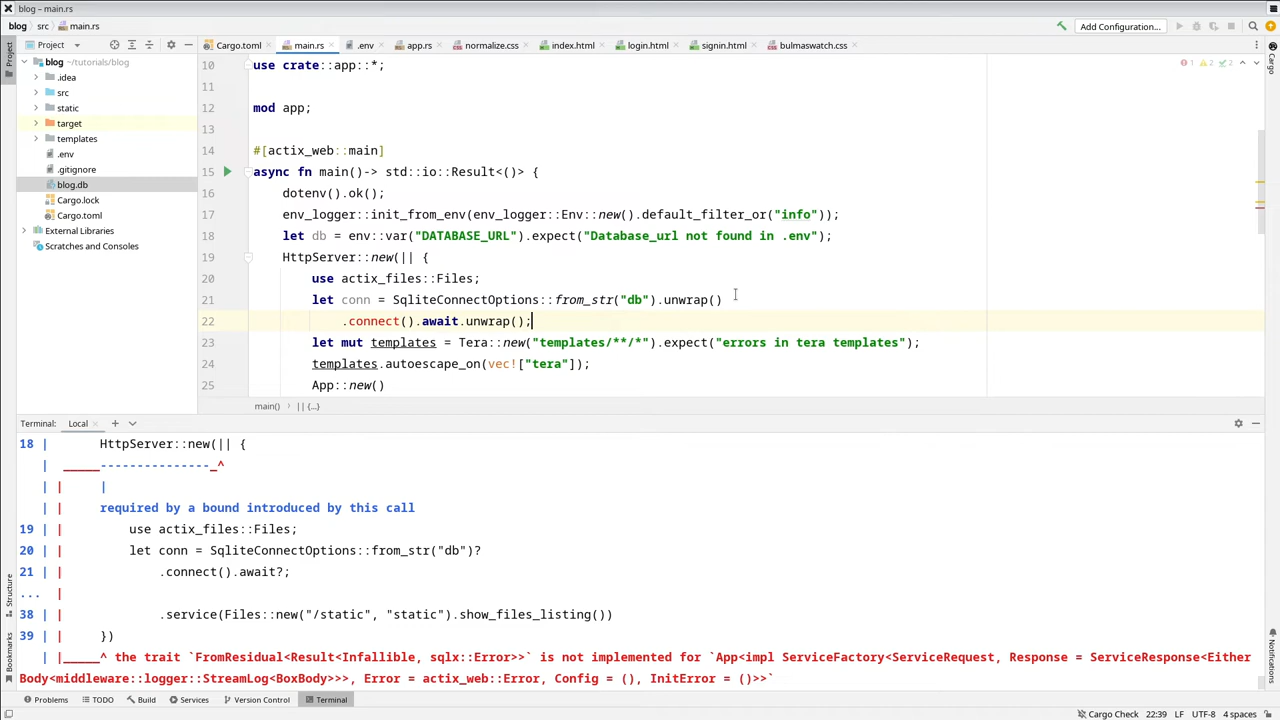 blog – main.rs
blog
src
main.rs
Add Configuration...
Project
Cargo.toml
main.rs
.env
app.rs
normalize.css
index.html
login.html
signin.html
bulmaswatch.css
Project
Cargo
blog ~/tutorials/blog
.idea
src
static
target
templates
.env
.gitignore
blog.db
Cargo.lock
Cargo.toml
External Libraries
Scratches and Consoles
1 2 2
10 use crate::app::*;
11
12 mod app;
13
14 #[actix_web::main]
15 async fn main()-> std::io::Result<()> {
16 dotenv().ok();
17 env_logger::init_from_env(env_logger::Env::new().default_filter_or("info"));
18 let db = env::var("DATABASE_URL").expect("Database_url not found in .env");
19 HttpServer::new(|| {
20 use actix_files::Files;
21 let conn = SqliteConnectOptions::from_str("db").unwrap()
22 .connect().await.unwrap();
23 let mut templates = Tera::new("templates/**/*").expect("errors in tera templates");
24 templates.autoescape_on(vec!["tera"]);
25 App::new()
main() || {...}
Terminal: Local
18 | HttpServer::new(|| {
| _____---------------_^
| | |
| | required by a bound introduced by this call
19 | | use actix_files::Files;
20 | | let conn = SqliteConnectOptions::from_str("db")?
21 | | .connect().await?;
... |
38 | | .service(Files::new("/static", "static").show_files_listing())
39 | | })
| |_____^ the trait `FromResidual<Result<Infallible, sqlx::Error>>` is not implemented for `App<impl ServiceFactory<ServiceRequest, Response = ServiceResponse<Either
Body<middleware::logger::StreamLog<BoxBody>>>, Error = actix_web::Error, Config = (), InitError = ()>>`
Structure
Bookmarks
Notifications
Problems
TODO
Build
Services
Version Control
Terminal
Cargo Check
22:39
LF
UTF-8
4 spaces